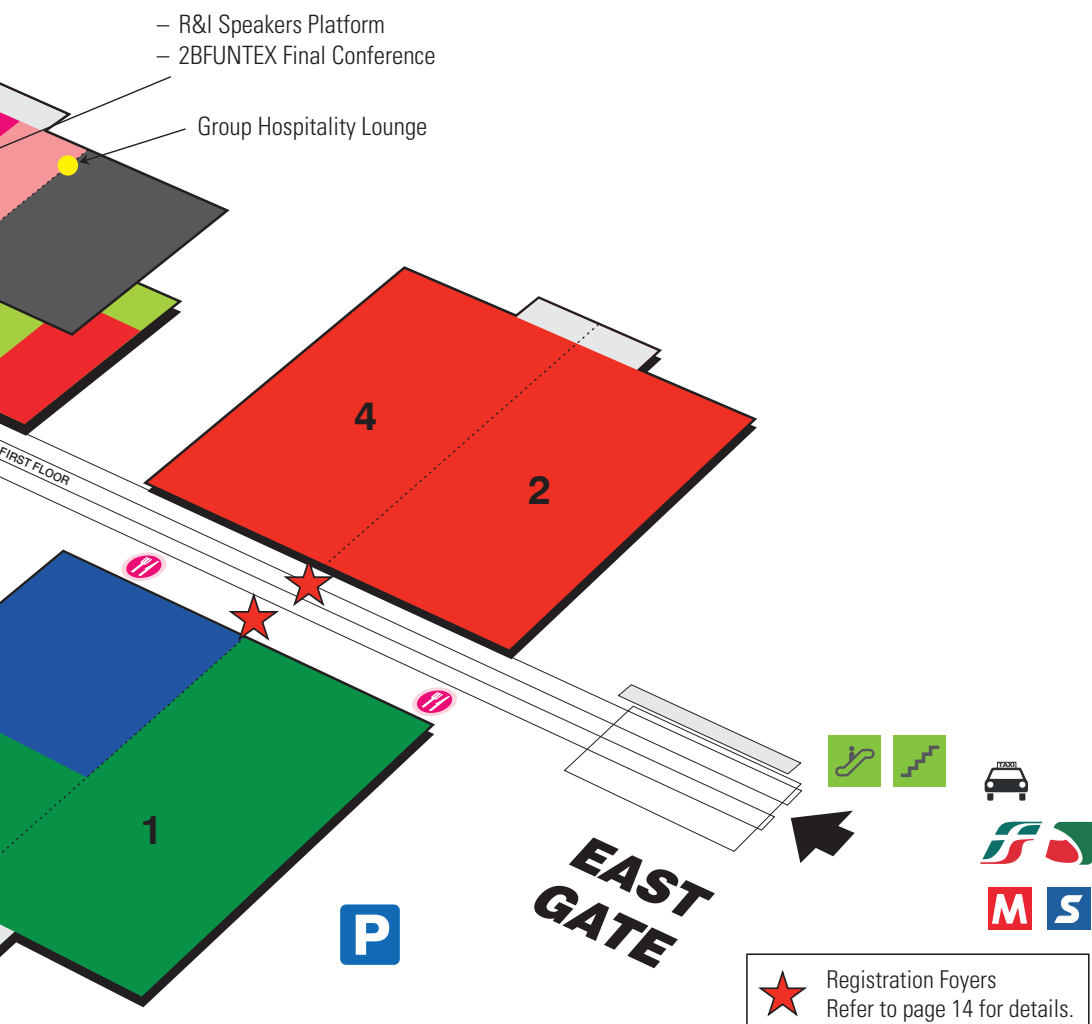 – R&I Speakers Platform
– 2BFUNTEX Final Conference
Group Hospitality Lounge
4
2
FIRST FLOOR
1
TAXI
EAST
GATE
P
M S
Registration Foyers
Refer to page 14 for details.